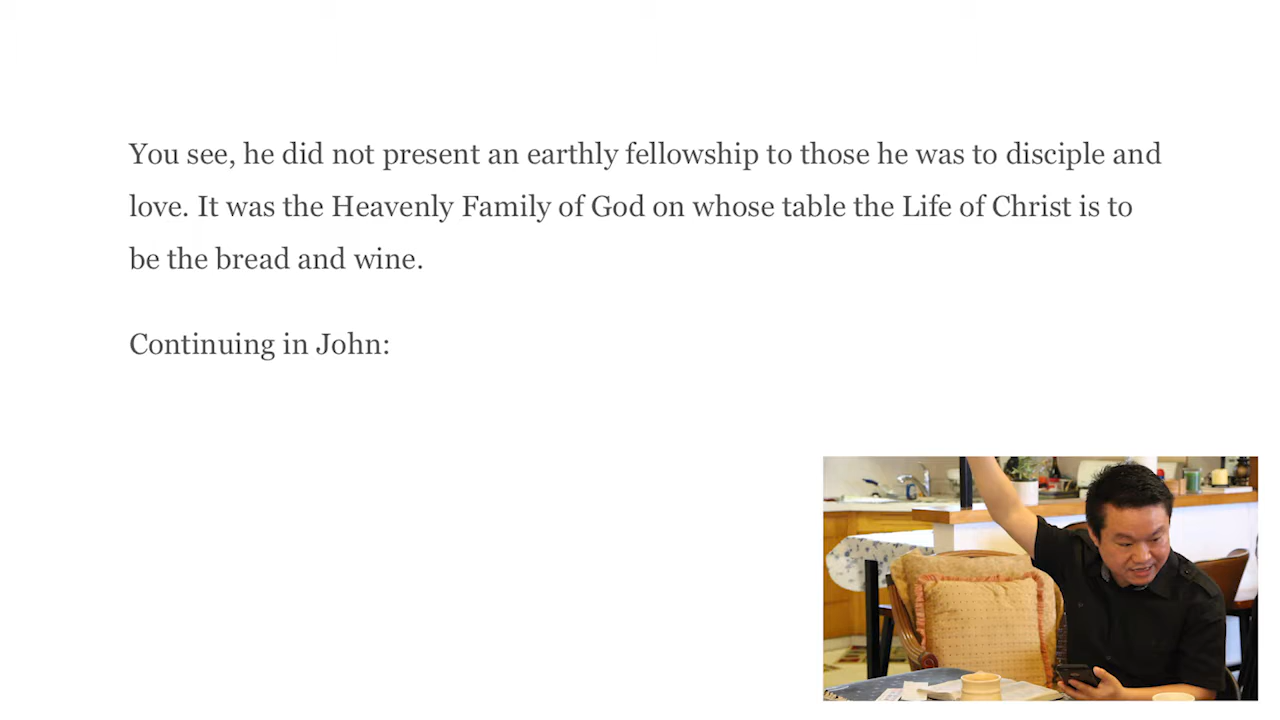 You see, he did not present an earthly fellowship to those he was to disciple and
love. It was the Heavenly Family of God on whose table the Life of Christ is to
be the bread and wine.
Continuing in John: